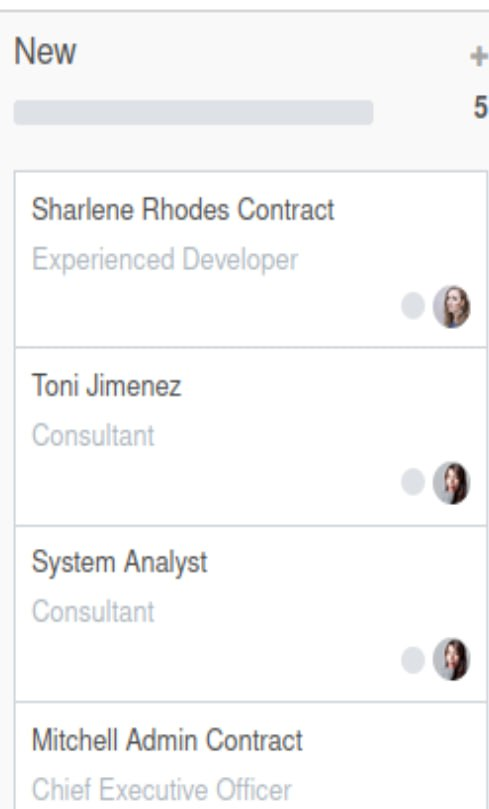 New
+
5
Sharlene Rhodes Contract
Experienced Developer
Toni Jimenez
Consultant
System Analyst
Consultant
Mitchell Admin Contract
Chief Executive Officer